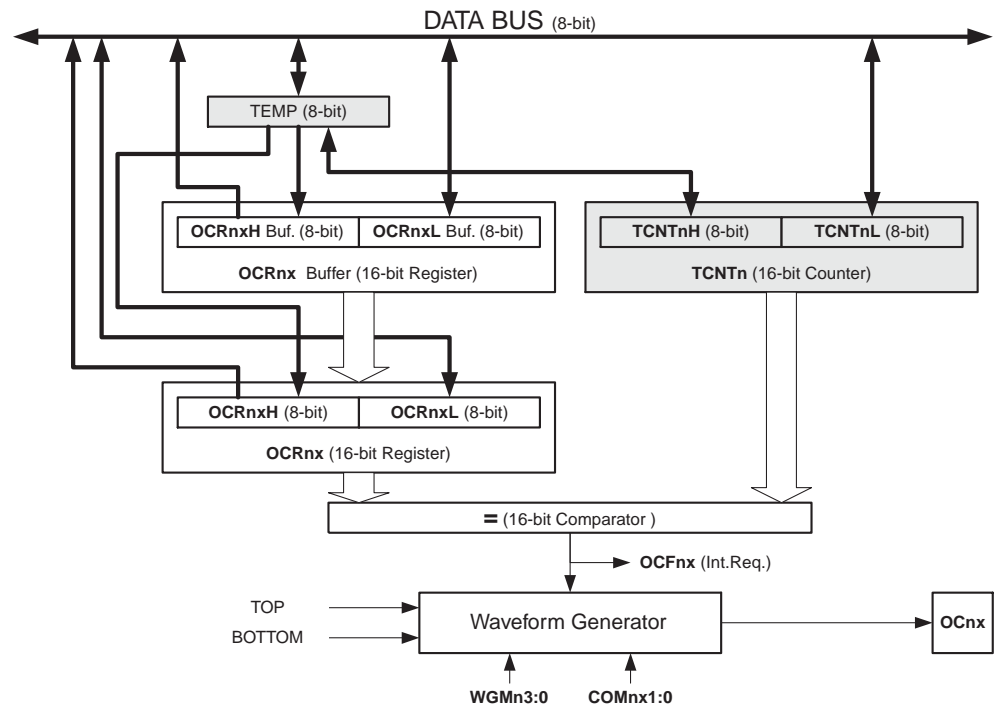 DATA BUS (8-bit)
TEMP (8-bit)
OCRnxH Buf. (8-bit)
OCRnxL Buf. (8-bit)
OCRnx Buffer (16-bit Register)
TCNTnH (8-bit)
TCNTnL (8-bit)
TCNTn (16-bit Counter)
OCRnxH (8-bit)
OCRnxL (8-bit)
OCRnx (16-bit Register)
= (16-bit Comparator )
OCFnx (Int.Req.)
TOP
BOTTOM
Waveform Generator
OCnx
WGMn3:0
COMnx1:0